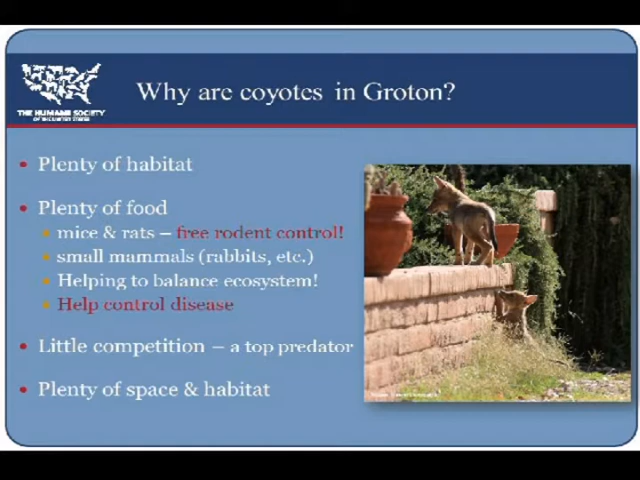 THE HUMANE SOCIETY
OF THE UNITED STATES
Why are coyotes in Groton?
Plenty of habitat
Plenty of food
mice & rats – free rodent control!
small mammals (rabbits, etc.)
Helping to balance ecosystem!
Help control disease
Little competition – a top predator
Plenty of space & habitat